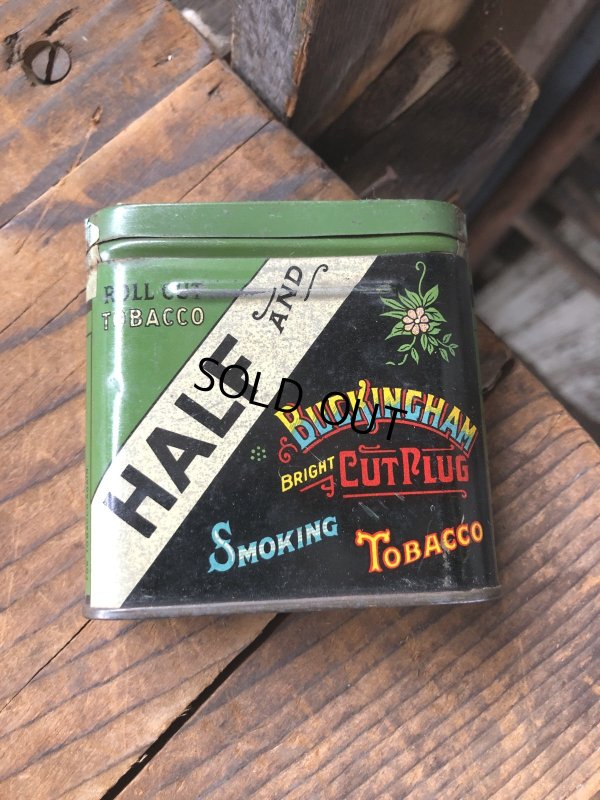 ROLL CUT
TOBACCO
HALF
AND
BUCKINGHAM
BRIGHT CUT PLUG
SMOKING TOBACCO
SOLD OUT